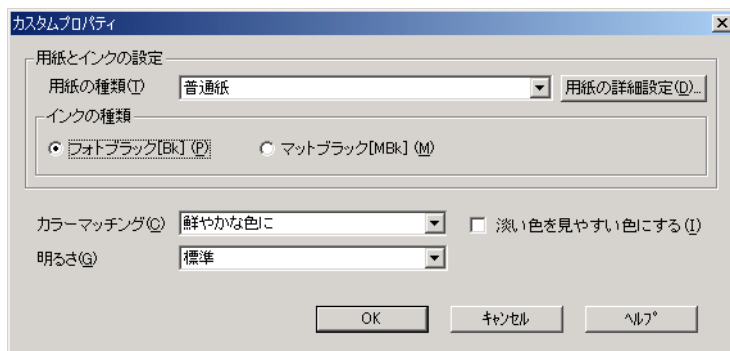 カスタムプロパティ
用紙とインクの設定
用紙の種類(T) 普通紙 用紙の詳細設定(D)...
インクの種類
フォトブラック[Bk] (P) マットブラック[MBk] (M)
カラーマッチング(C) 鮮やかな色に 淡い色を見やすい色にする(I)
明るさ(G) 標準
OK キャンセル ヘルプ